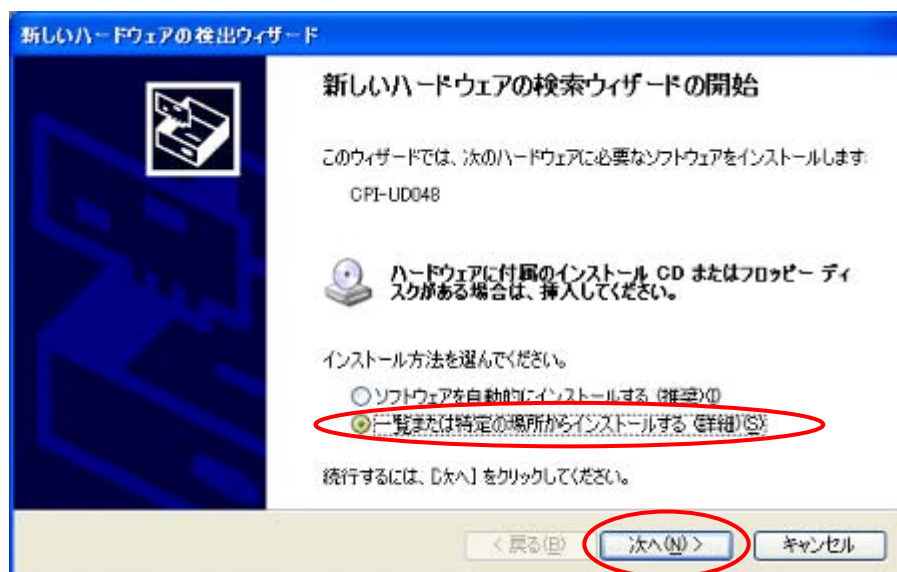 新しいハードウェアの検出ウィザード
新しいハードウェアの検索ウィザードの開始
このウィザードでは、次のハードウェアに必要なソフトウェアをインストールします:
GPI-UD048
ハードウェアに付属のインストール CD またはフロッピー ディ
スクがある場合は、挿入してください。
インストール方法を選んでください。
ソフトウェアを自動的にインストールする (推奨)(I)
一覧または特定の場所からインストールする (詳細)(S)
続行するには、[次へ] をクリックしてください。
< 戻る(B)
次へ(N) >
キャンセル